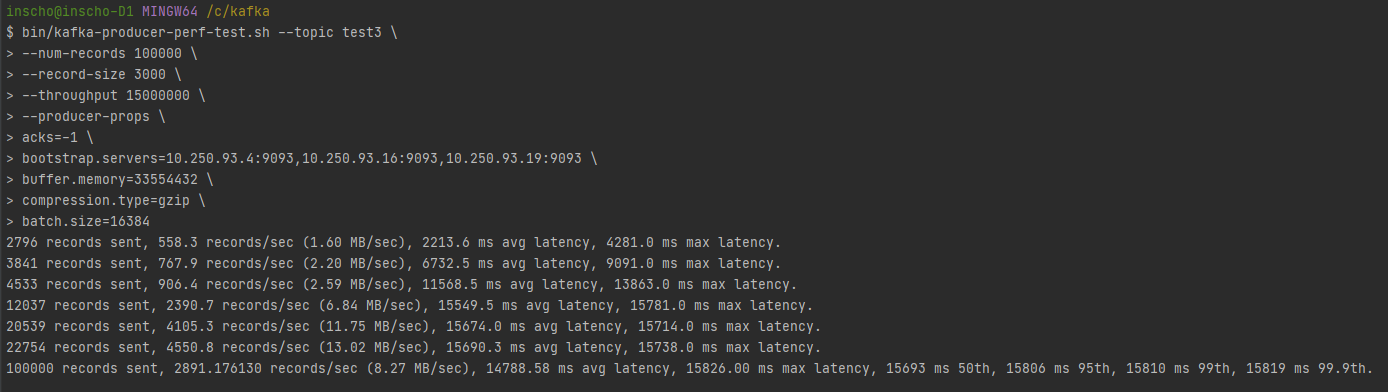 inscho@inscho-D1 MINGW64 /c/kafka
$ bin/kafka-producer-perf-test.sh --topic test3 \
> --num-records 100000 \
> --record-size 3000 \
> --throughput 15000000 \
> --producer-props \
> acks=-1 \
> bootstrap.servers=10.250.93.4:9093,10.250.93.16:9093,10.250.93.19:9093 \
> buffer.memory=33554432 \
> compression.type=gzip \
> batch.size=16384
2796 records sent, 558.3 records/sec (1.60 MB/sec), 2213.6 ms avg latency, 4281.0 ms max latency.
3841 records sent, 767.9 records/sec (2.20 MB/sec), 6732.5 ms avg latency, 9091.0 ms max latency.
4533 records sent, 906.4 records/sec (2.59 MB/sec), 11568.5 ms avg latency, 13863.0 ms max latency.
12037 records sent, 2390.7 records/sec (6.84 MB/sec), 15549.5 ms avg latency, 15781.0 ms max latency.
20539 records sent, 4105.3 records/sec (11.75 MB/sec), 15674.0 ms avg latency, 15714.0 ms max latency.
22754 records sent, 4550.8 records/sec (13.02 MB/sec), 15690.3 ms avg latency, 15738.0 ms max latency.
100000 records sent, 2891.176130 records/sec (8.27 MB/sec), 14788.58 ms avg latency, 15826.00 ms max latency, 15693 ms 50th, 15806 ms 95th, 15810 ms 99th, 15819 ms 99.9th.